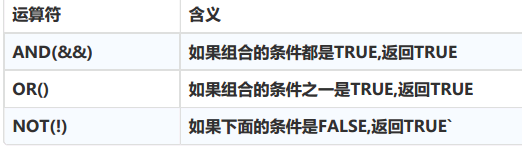 运算符 含义
AND(&&) 如果组合的条件都是TRUE,返回TRUE
OR() 如果组合的条件之一是TRUE,返回TRUE
NOT(!) 如果下面的条件是FALSE,返回TRUE`